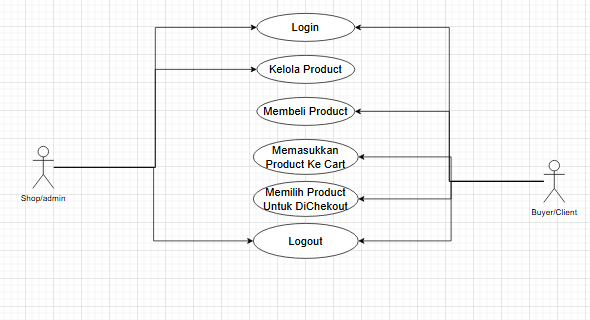 Login
Kelola Product
Membeli Product
Memasukkan
Product Ke Cart
Memilih Product
Untuk DiChekout
Logout
Shop/admin
Buyer/Client